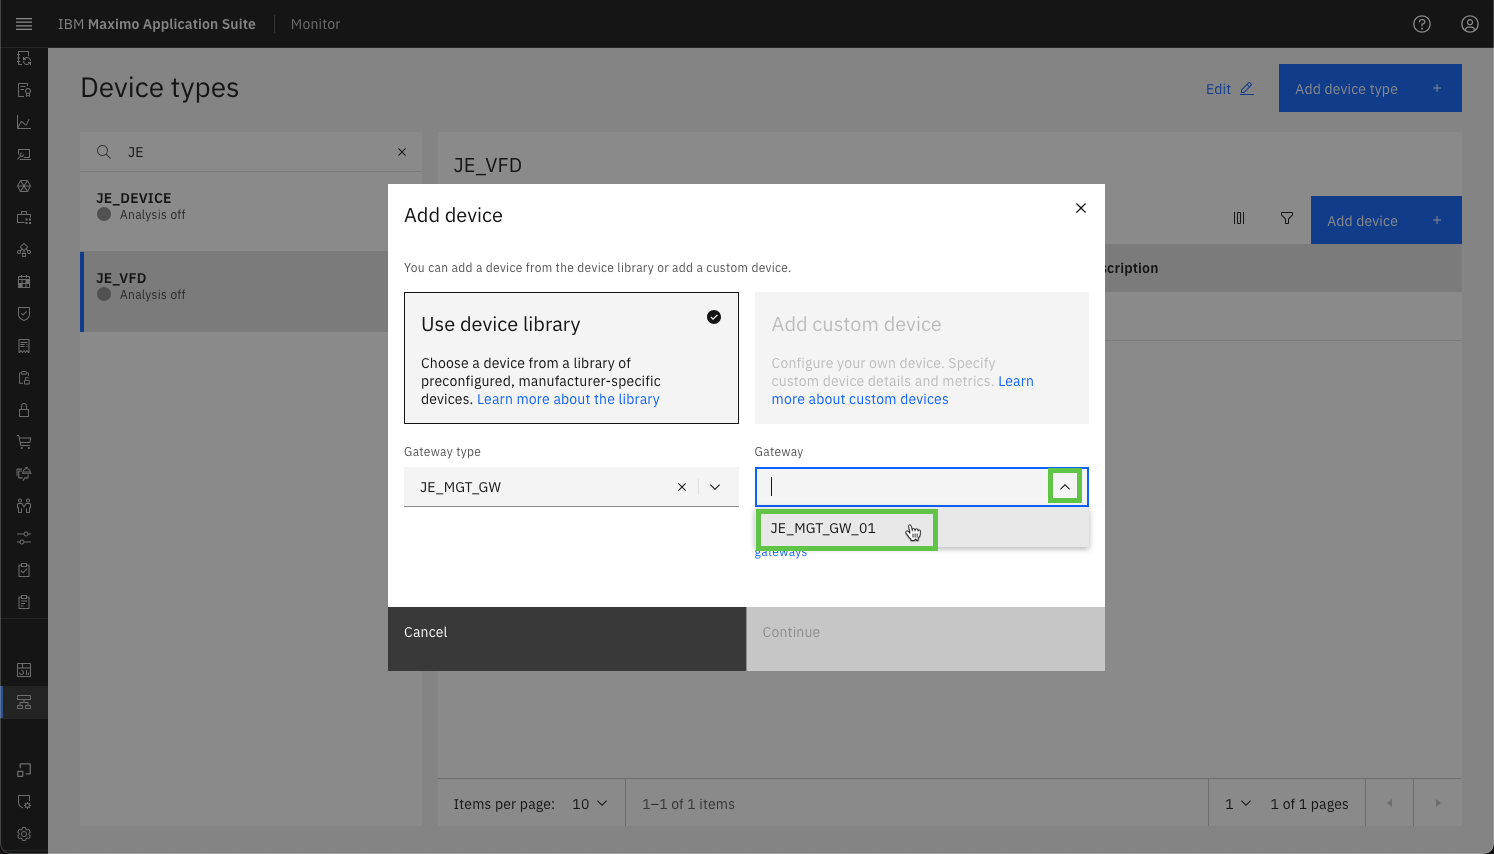 IBM Maximo Application Suite
Monitor
Device types
Edit
Add device type
JE
JE_DEVICE
Analysis off
JE_VFD
Analysis off
JE_VFD
Add device
scription
Add device
You can add a device from the device library or add a custom device.
Use device library
Choose a device from a library of
preconfigured, manufacturer-specific
devices. Learn more about the library
Add custom device
Configure your own device. Specify
custom device details and metrics. Learn
more about custom devices
Gateway type
JE_MGT_GW
Gateway
JE_MGT_GW_01
gateways
Cancel
Continue
Items per page: 10
1–1 of 1 items
1
1 of 1 pages